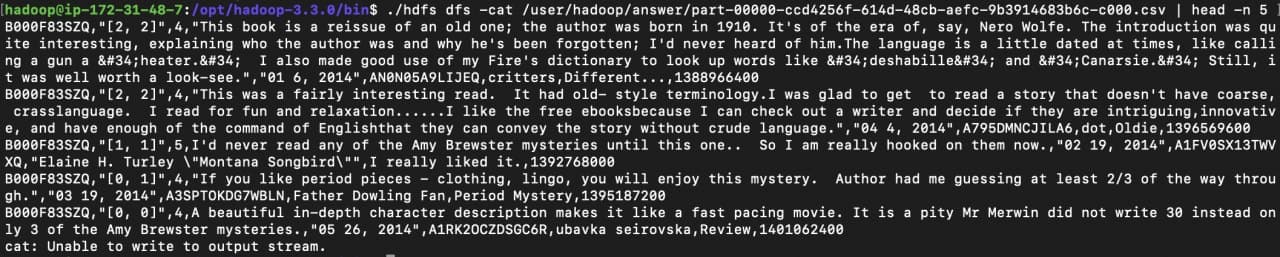 [hadoop@ip-172-31-48-7:/opt/hadoop-3.3.0/bin$ ./hdfs dfs -cat /user/hadoop/answer/part-00000-ccd4256f-614d-48cb-aefc-9b3914683b6c-c000.csv | head -n 5 ]
B000F83SZQ,"[2, 2]",4,"This book is a reissue of an old one; the author was born in 1910. It's of the era of, say, Nero Wolfe. The introduction was qu
ite interesting, explaining who the author was and why he's been forgotten; I'd never heard of him.The language is a little dated at times, like calli
ng a gun a &#34;heater.&#34;  I also made good use of my Fire's dictionary to look up words like &#34;deshabille&#34; and &#34;Canarsie.&#34; Still, i
t was well worth a look-see.","01 6, 2014",AN0N05A9LIJEQ,critters,Different...,1388966400
B000F83SZQ,"[2, 2]",4,"This was a fairly interesting read.  It had old- style terminology.I was glad to get  to read a story that doesn't have coarse,
 crasslanguage.  I read for fun and relaxation......I like the free ebooksbecause I can check out a writer and decide if they are intriguing,innovativ
e, and have enough of the command of Englishthat they can convey the story without crude language.","04 4, 2014",A795DMNCJILA6,dot,Oldie,1396569600
B000F83SZQ,"[1, 1]",5,I'd never read any of the Amy Brewster mysteries until this one..  So I am really hooked on them now.,"02 19, 2014",A1FV0SX13TWV
XQ,"Elaine H. Turley \"Montana Songbird\"",I really liked it.,1392768000
B000F83SZQ,"[0, 1]",4,"If you like period pieces - clothing, lingo, you will enjoy this mystery.  Author had me guessing at least 2/3 of the way throu
gh.","03 19, 2014",A3SPTOKDG7WBLN,Father Dowling Fan,Period Mystery,1395187200
B000F83SZQ,"[0, 0]",4,A beautiful in-depth character description makes it like a fast pacing movie. It is a pity Mr Merwin did not write 30 instead on
ly 3 of the Amy Brewster mysteries.,"05 26, 2014",A1RK2OCZDSGC6R,ubavka seirovska,Review,1401062400
cat: Unable to write to output stream.